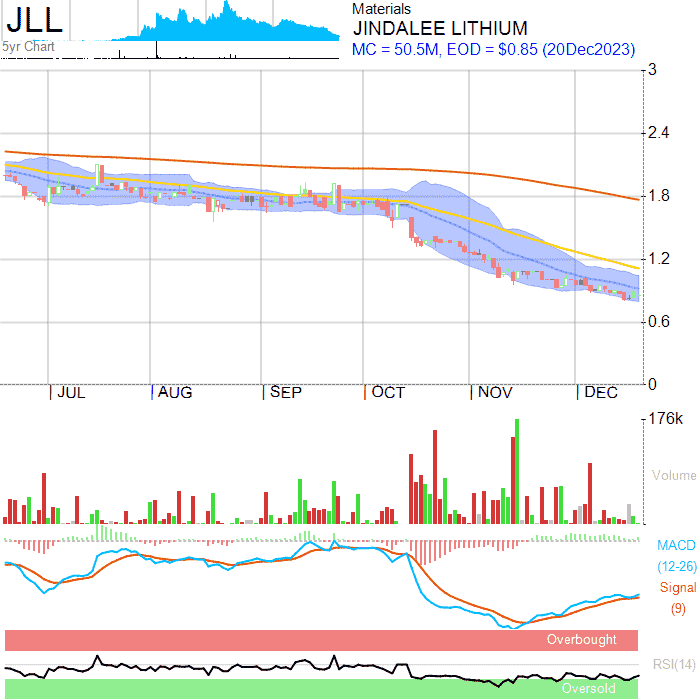 JLL
5yr Chart
Materials
JINDALEE LITHIUM
MC = 50.5M, EOD = $0.85 (20Dec2023)
3
2.4
1.8
1.2
0.6
0
JUL AUG SEP OCT NOV DEC
176k
Volume
MACD
(12-26)
Signal
(9)
Overbought
RSI(14)
Oversold